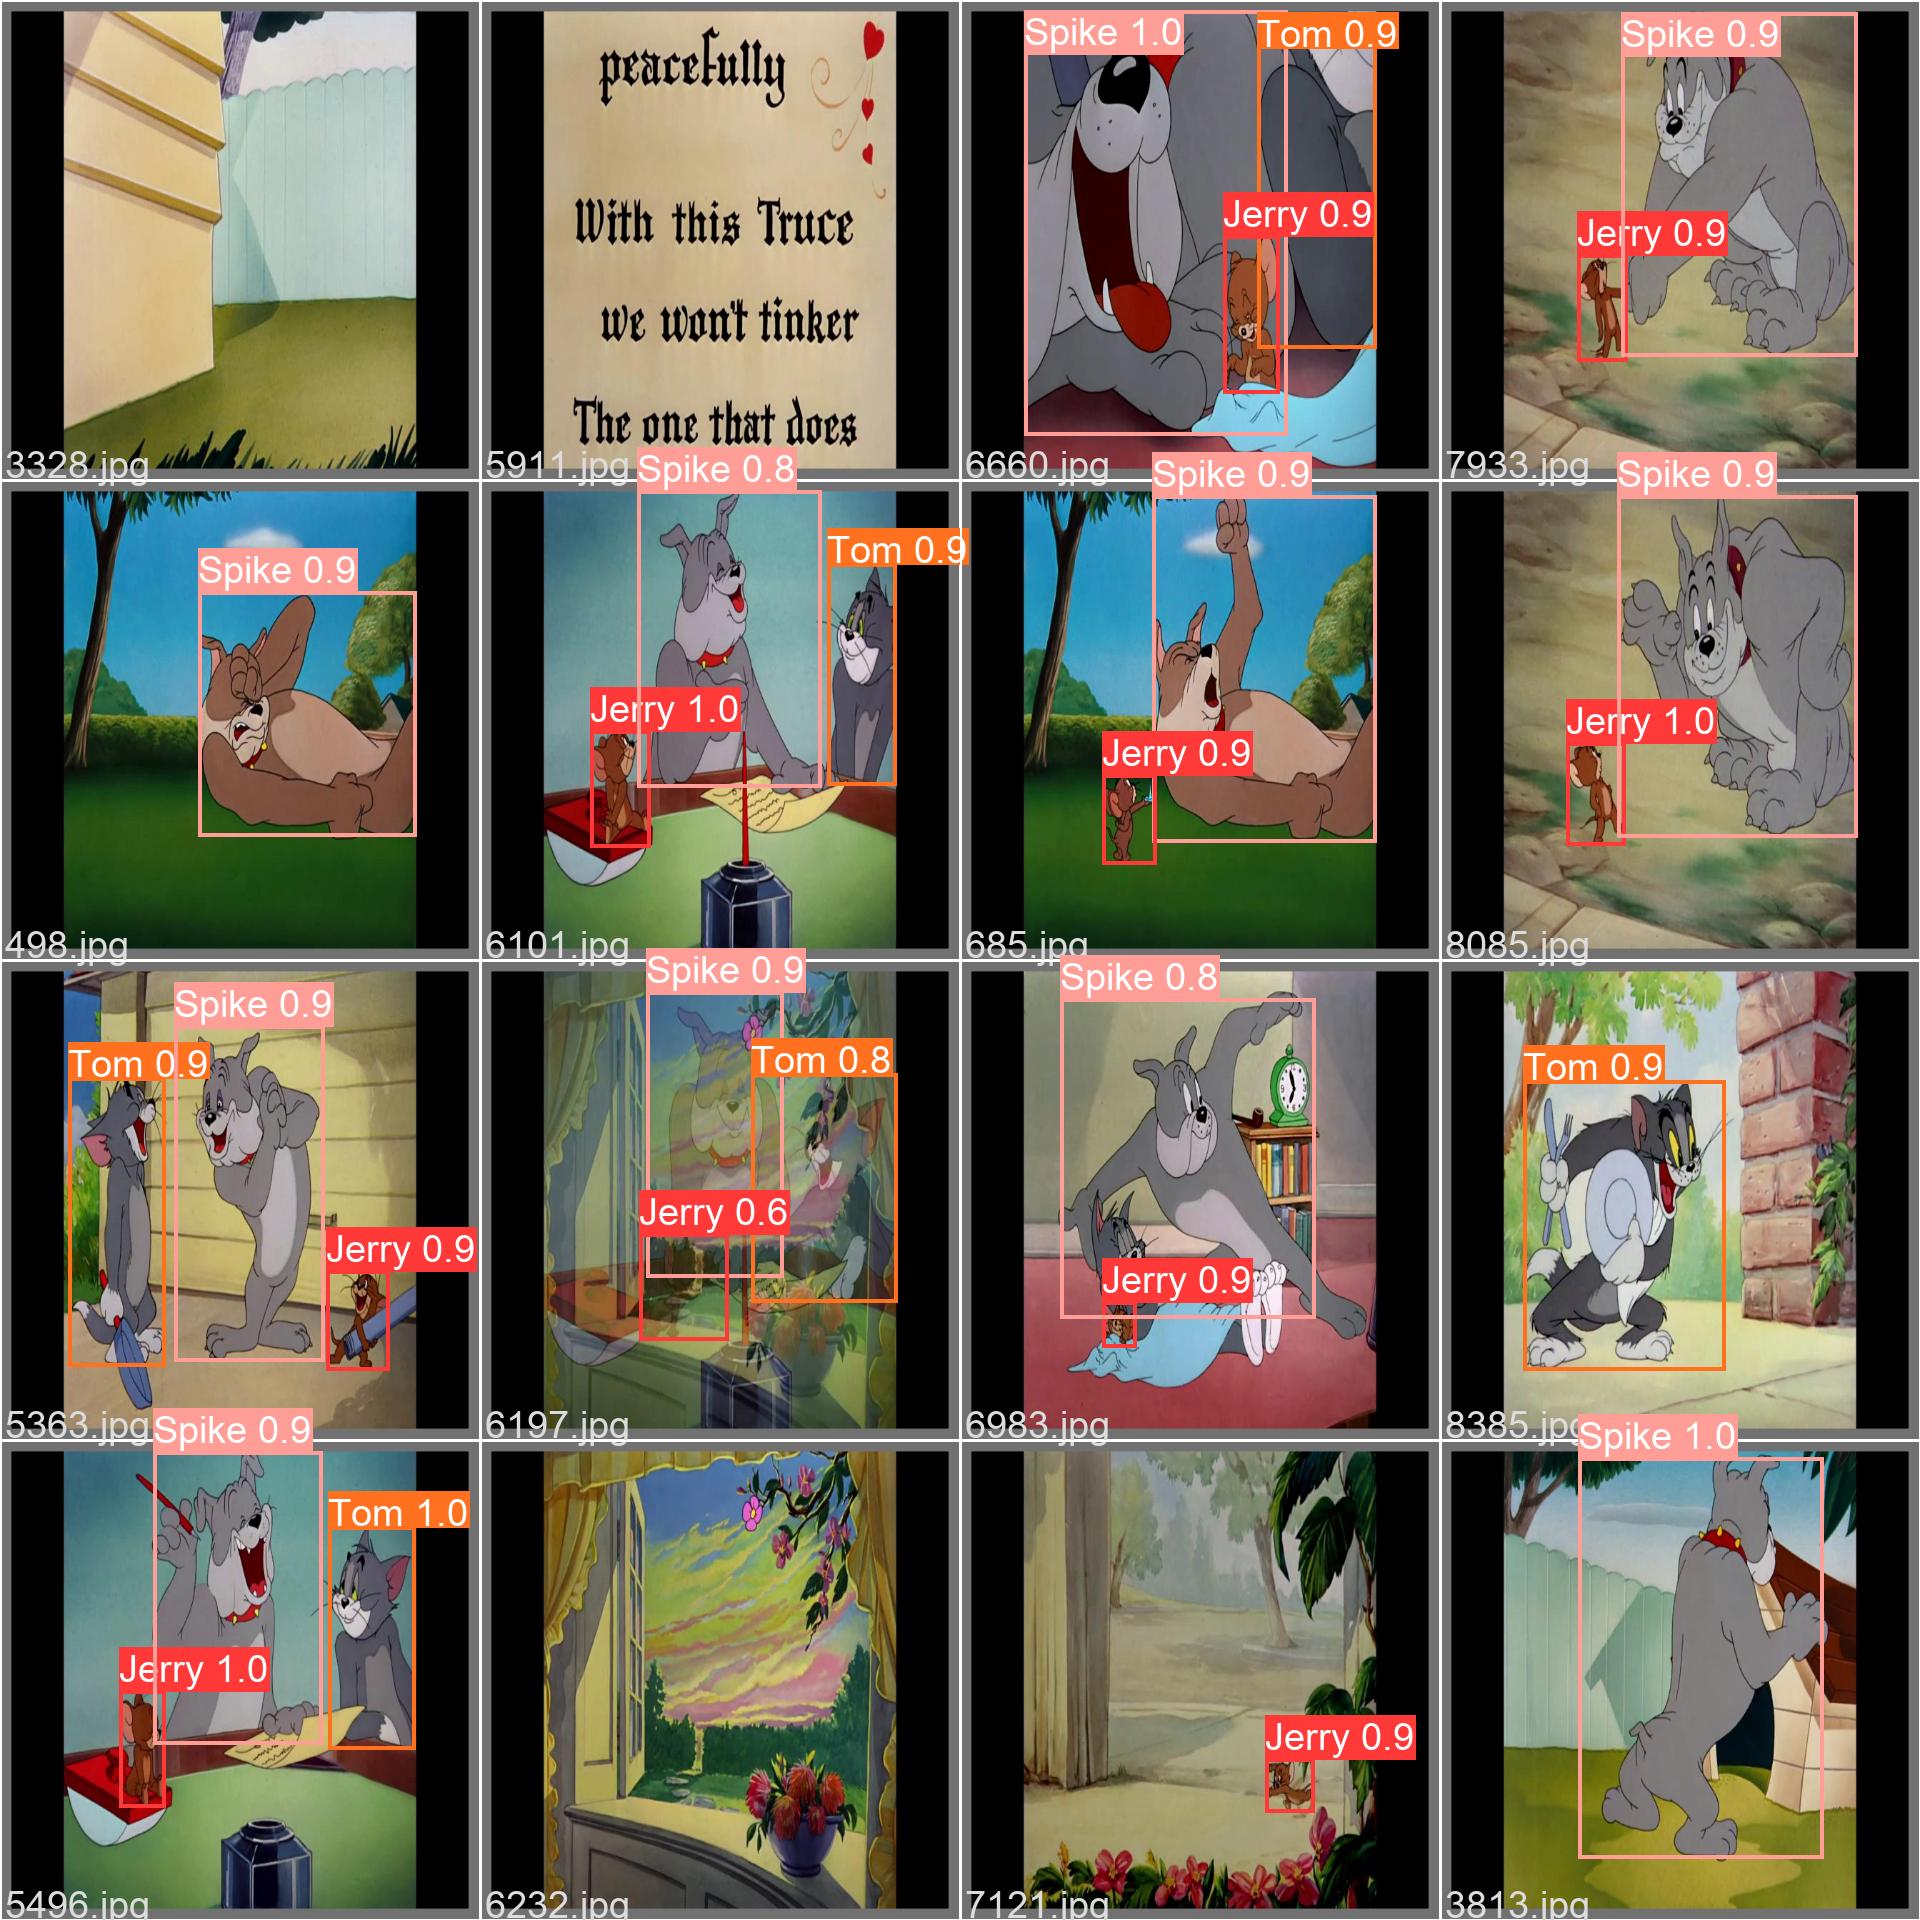 3328.jpg
peacefully
With this Truce
we won't tinker
The one that does
5911.jpg
Spike 1.0
Tom 0.9
Jerry 0.9
6660.jpg
Spike 0.9
Jerry 0.9
7933.jpg
Spike 0.9
498.jpg
Spike 0.8
Tom 0.9
Jerry 1.0
6101.jpg
Spike 0.9
Jerry 0.9
685.jpg
Spike 0.9
Jerry 1.0
8085.jpg
Spike 0.9
Tom 0.9
Jerry 0.9
5363.jpg
Spike 0.9
Tom 0.8
Jerry 0.6
6197.jpg
Spike 0.8
Jerry 0.9
6983.jpg
Tom 0.9
8385.jpg
Spike 0.9
Tom 1.0
Jerry 1.0
5496.jpg
6232.jpg
Jerry 0.9
7121.jpg
Spike 1.0
3813.jpg